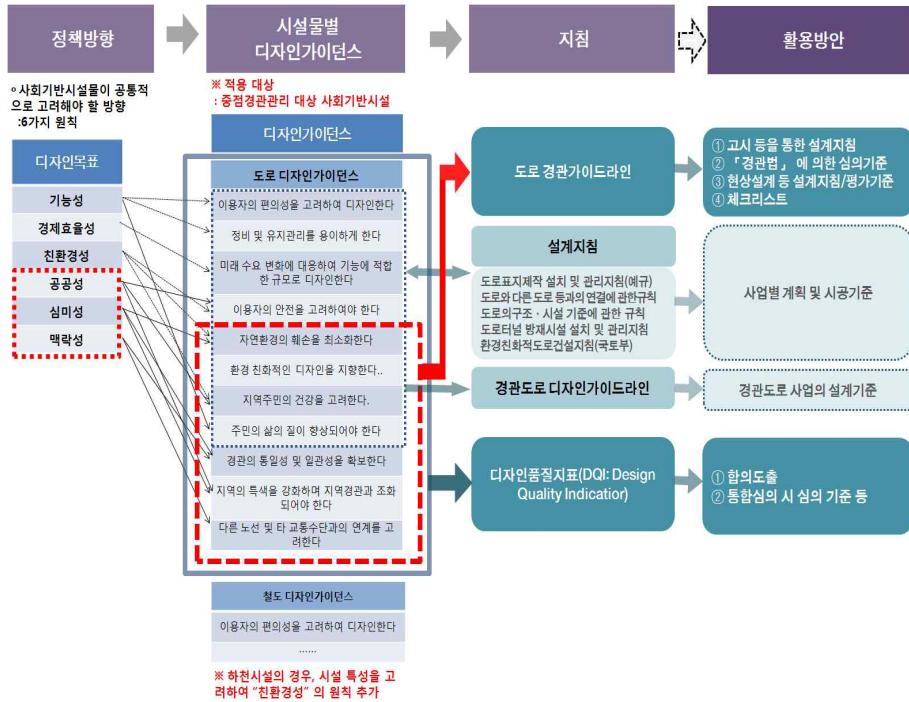 정책방향
시설물별
디자인가이던스
지침
활용방안
º 사회기반시설물이 공통적
으로 고려해야 할 방향
:6가지 원칙
※ 적용 대상
: 중점경관관리 대상 사회기반시설
디자인목표
기능성
경제효율성
친환경성
공공성
심미성
맥락성
디자인가이던스
도로 디자인가이던스
이용자의 편의성을 고려하여 디자인한다
정비 및 유지관리를 용이하게 한다
미래 수요 변화에 대응하여 기능에 적합
한 규모로 디자인한다
이용자의 안전을 고려하여야 한다
자연환경의 훼손을 최소화한다
환경 친화적인 디자인을 지향한다..
지역주민의 건강을 고려한다.
주민의 삶의 질이 향상되어야 한다
경관의 통일성 및 일관성을 확보한다
지역의 특색을 강화하며 지역경관과 조화
되어야 한다
다른 노선 및 타 교통수단과의 연계를 고
려한다
철도 디자인가이던스
이용자의 편의성을 고려하여 디자인한다
......
※ 하천시설의 경우, 시설 특성을 고
려하여 “친환경성” 의 원칙 추가
도로 경관가이드라인
설계지침
도로표지제작 설치 및 관리지침(예규)
도로와 다른 도로 등과의 연결에 관한규칙
도로의구조ㆍ시설 기준에 관한 규칙
도로터널 방재시설 설치 및 관리지침
환경친화적도로건설지침(국토부)
경관도로 디자인가이드라인
디자인품질지표(DQI: Design
Quality Indicatior)
① 고시 등을 통한 설계지침
② 『경관법』 에 의한 심의기준
③ 현상설계 등 설계지침/평가기준
④ 체크리스트
사업별 계획 및 시공기준
경관도로 사업의 설계기준
① 합의도출
② 통합심의 시 심의 기준 등